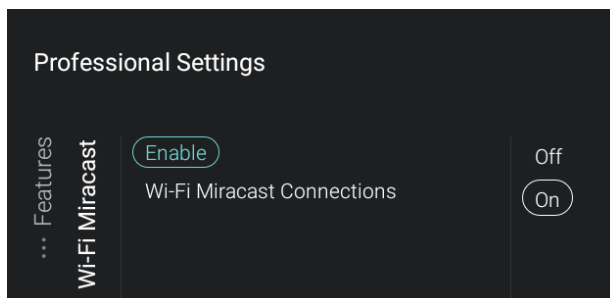 Professional Settings
... Features
Wi-Fi Miracast
Enable
Wi-Fi Miracast Connections
Off
On